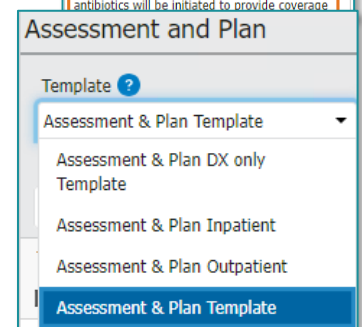 antibiotics will be initiated to provide coverage
Assessment and Plan
Template ?
Assessment & Plan Template
Assessment & Plan DX only
Template
Assessment & Plan Inpatient
Assessment & Plan Outpatient
Assessment & Plan Template